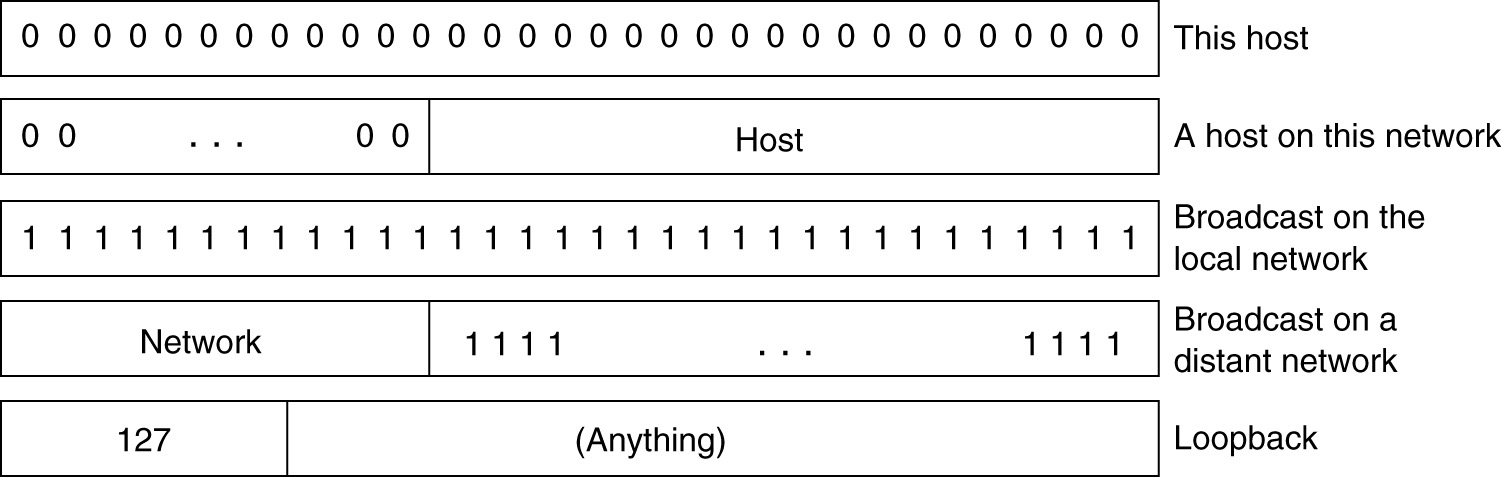 0 0 0 0 0 0 0 0 0 0 0 0 0 0 0 0 0 0 0 0 0 0 0 0 0 0 0 0 0 0 0 0 This host
0 0 ... 0 0 Host A host on this network
1 1 1 1 1 1 1 1 1 1 1 1 1 1 1 1 1 1 1 1 1 1 1 1 1 1 1 1 1 1 1 1 Broadcast on the
local network
Network 1 1 1 1 ... 1 1 1 1 Broadcast on a
distant network
127 (Anything) Loopback